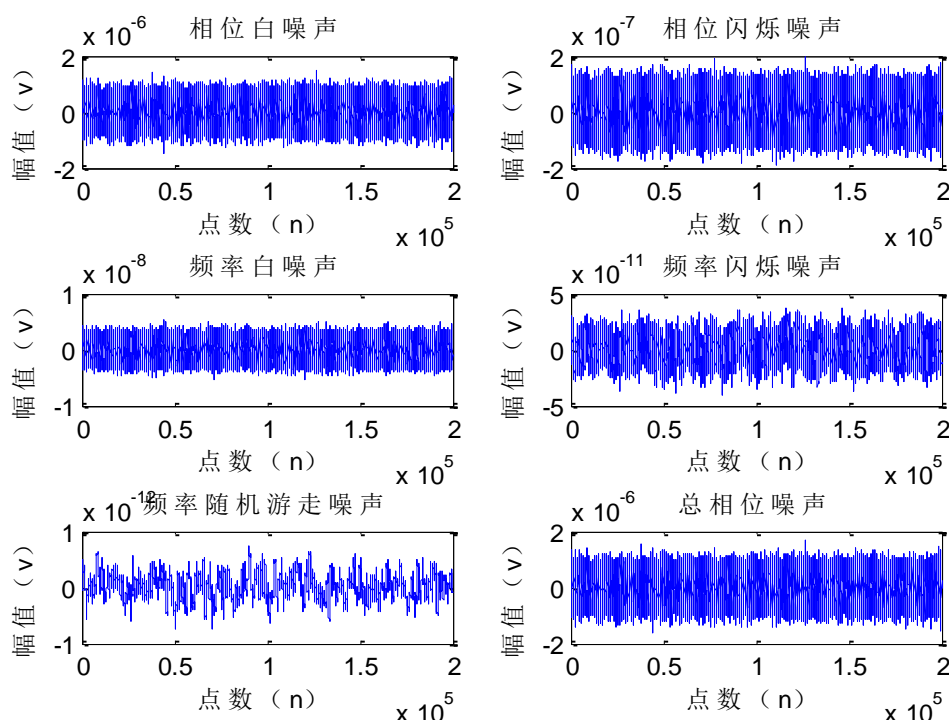 x 10^-6 相位白噪声
2
0
-2
幅值（v）
0 0.5 1 1.5 2
点数（n）
x 10^5
x 10^-7 相位闪烁噪声
2
0
-2
幅值（v）
0 0.5 1 1.5 2
点数（n）
x 10^5
x 10^-8 频率白噪声
1
0
-1
幅值（v）
0 0.5 1 1.5 2
点数（n）
x 10^5
x 10^-11 频率闪烁噪声
5
0
-5
幅值（v）
0 0.5 1 1.5 2
点数（n）
x 10^5
x 10^-12 频率随机游走噪声
1
0
-1
幅值（v）
0 0.5 1 1.5 2
点数（n）
x 10^5
x 10^-6 总相位噪声
2
0
-2
幅值（v）
0 0.5 1 1.5 2
点数（n）
x 10^5